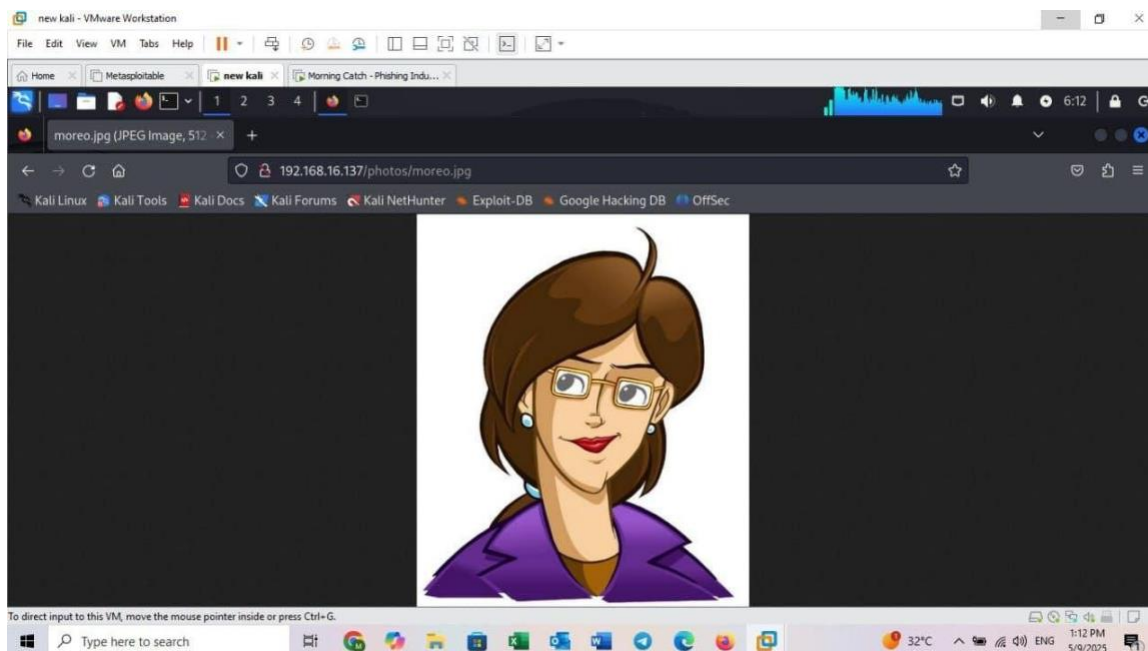 new kali - VMware Workstation
File Edit View VM Tabs Help
Home Metasploitable new kali Morning Catch - Phishing Indu...
1 2 3 4 6:12 G
moreo.jpg (JPEG Image, 512
192.168.16.137/photos/moreo.jpg
Kali Linux Kali Tools Kali Docs Kali Forums Kali NetHunter Exploit-DB Google Hacking DB OffSec
To direct input to this VM, move the mouse pointer inside or press Ctrl+G.
Type here to search 32°C ENG 1:12 PM
5/9/2025